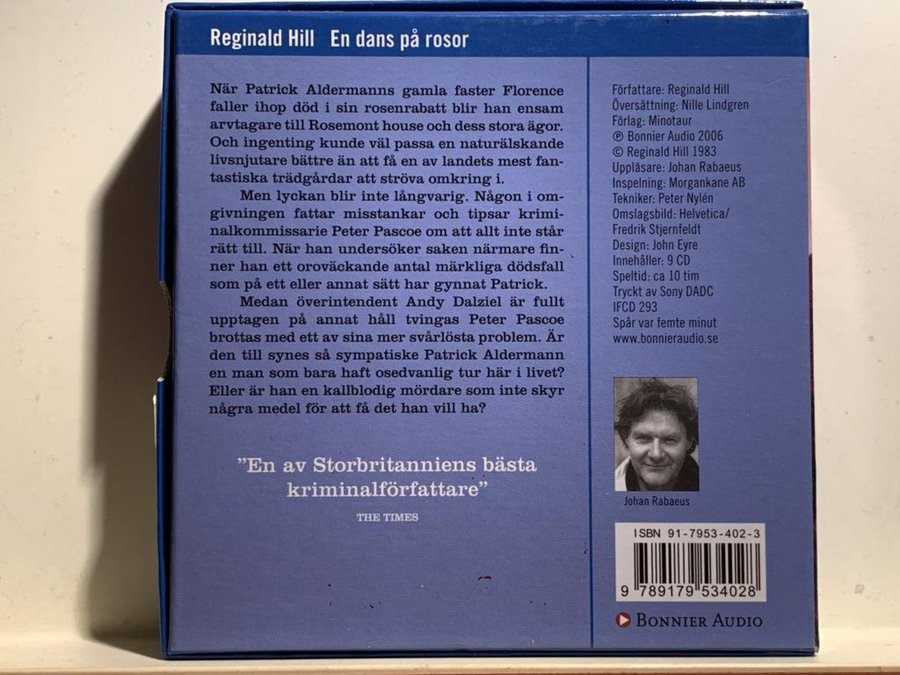 Reginald Hill En dans på rosor
När Patrick Aldermanns gamla faster Florence
faller ihop död i sin rosenrabatt blir han ensam
arvtagare till Rosemont house och dess stora ägor.
Och ingenting kunde väl passa en naturälskande
livsnjutare bättre än att få en av landets mest fan-
tastiska trädgårdar att ströva omkring i.
Men lyckan blir inte långvarig. Någon i om-
givningen fattar misstankar och tipsar krimi-
nalkommissarie Peter Pascoe om att allt inte står
rätt till. När han undersöker saken närmare fin-
ner han ett oroväckande antal märkliga dödsfall
som på ett eller annat sätt har gynnat Patrick.
Medan överintendent Andy Dalziel är fullt
upptagen på annat håll tvingas Peter Pascoe
brottas med ett av sina mer svårlösta problem. Är
den till synes så sympatiske Patrick Aldermann
en man som bara haft osedvanlig tur här i livet?
Eller är han en kallblodig mördare som inte skyr
några medel för att få det han vill ha?
”En av Storbritanniens bästa
kriminalförfattare”
THE TIMES
Författare: Reginald Hill
Översättning: Nille Lindgren
Förlag: Minotaur
℗ Bonnier Audio 2006
© Reginald Hill 1983
Uppläsare: Johan Rabaeus
Inspelning: Morgankane AB
Tekniker: Peter Nylén
Omslagsbild: Helvetica/
Fredrik Stjernfeldt
Design: John Eyre
Innehåller: 9 CD
Speltid: ca 10 tim
Tryckt av Sony DADC
IFCD 293
Spår var femte minut
www.bonnieraudio.se
Johan Rabaeus
ISBN 91-7953-402-3
9 789179 534028
BONNIER AUDIO